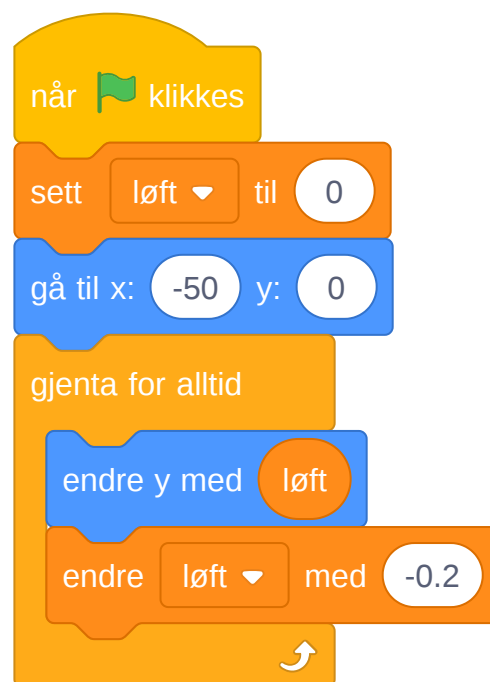 når klikkes
sett løft til 0
gå til x: -50 y: 0
gjenta for alltid
endre y med løft
endre løft med -0.2